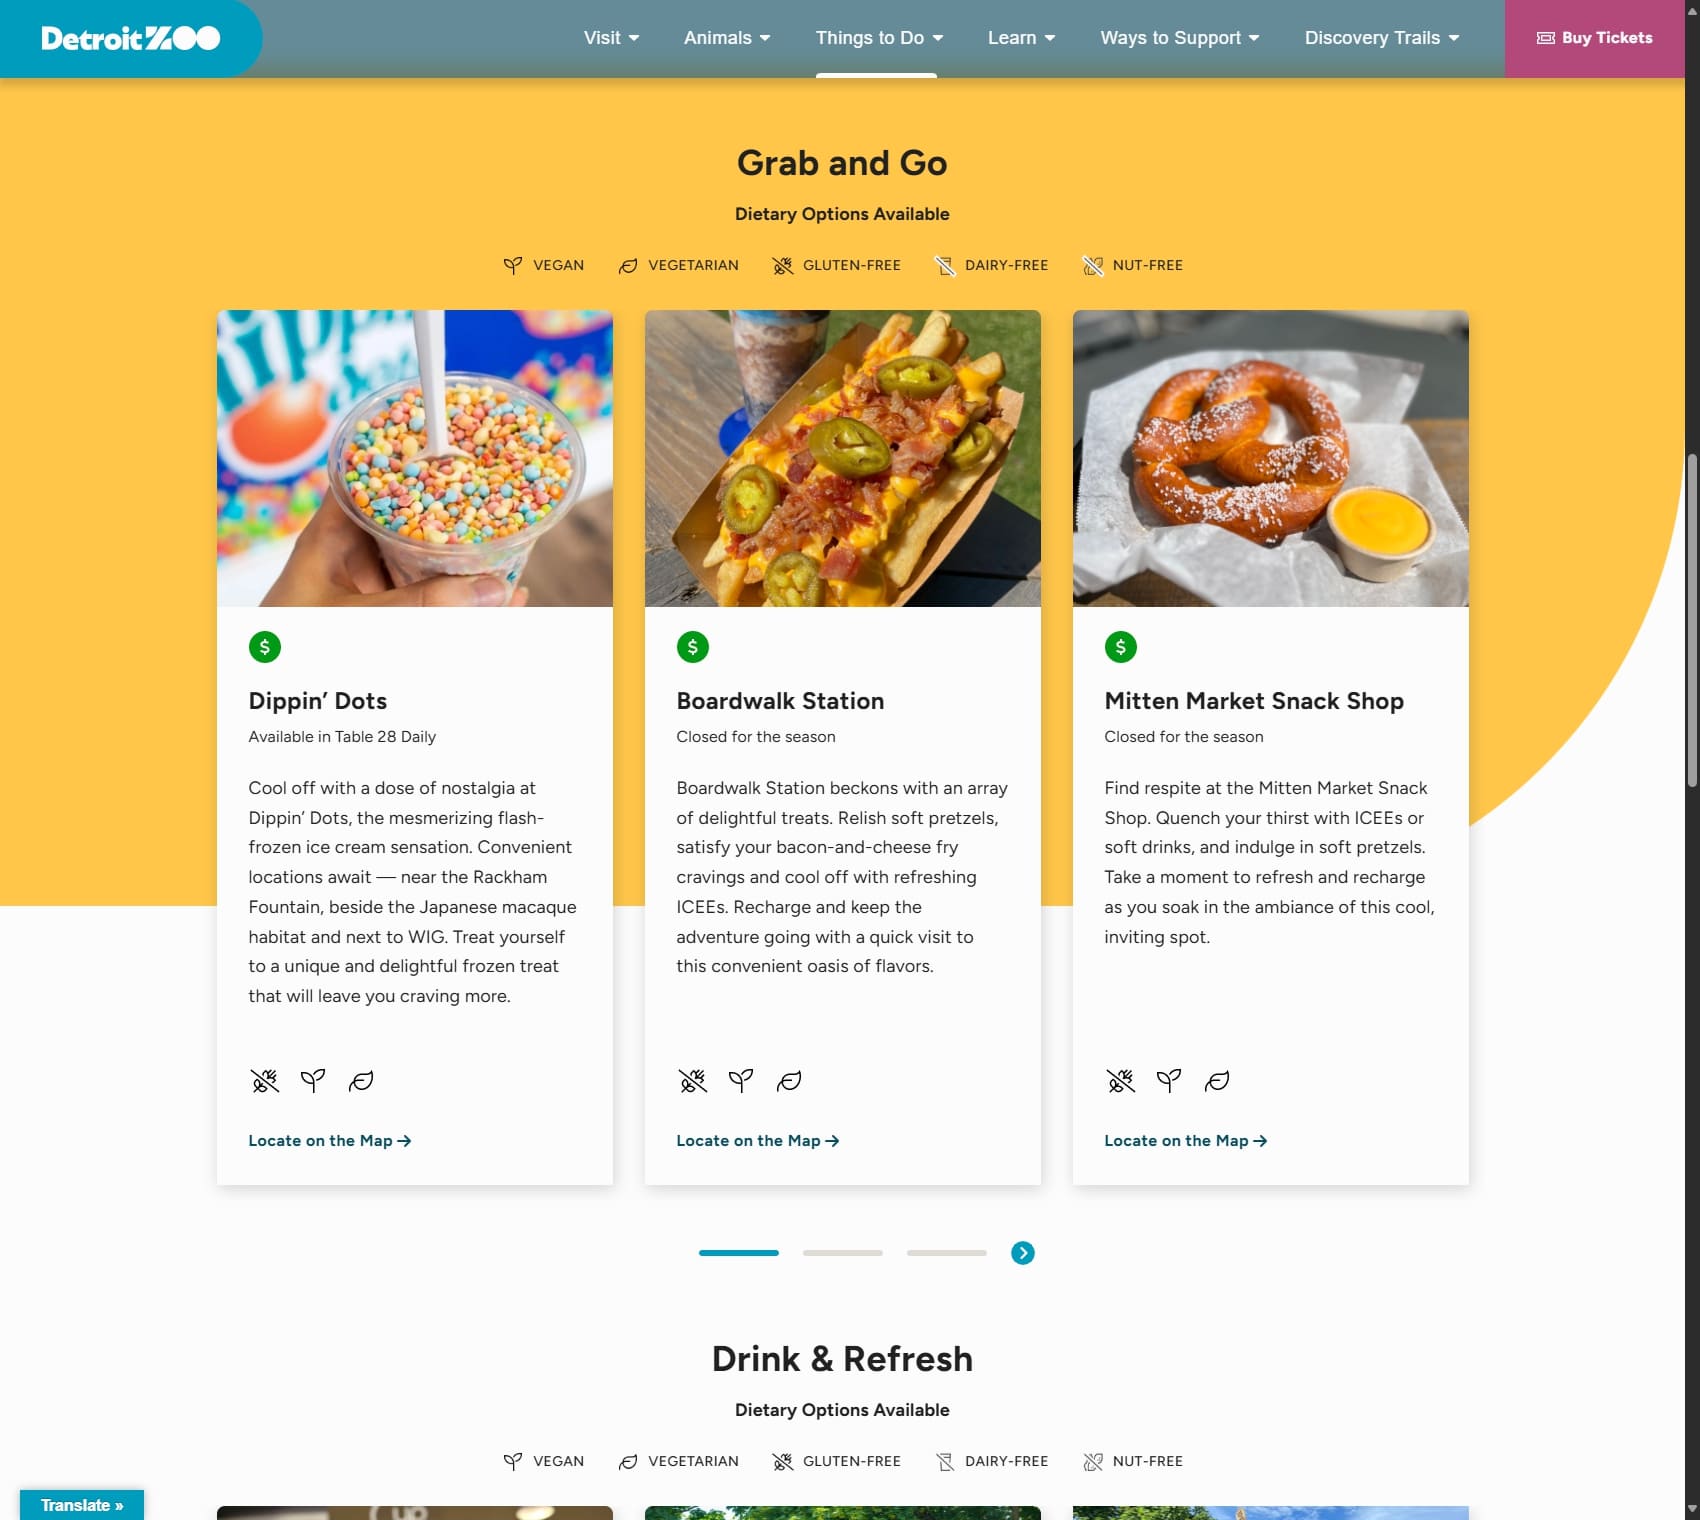 Detroit ZOO
Visit
Animals
Things to Do
Learn
Ways to Support
Discovery Trails
Buy Tickets
Grab and Go
Dietary Options Available
VEGAN
VEGETARIAN
GLUTEN-FREE
DAIRY-FREE
NUT-FREE
$
Dippin’ Dots
Available in Table 28 Daily
Cool off with a dose of nostalgia at
Dippin’ Dots, the mesmerizing flash-
frozen ice cream sensation. Convenient
locations await — near the Rackham
Fountain, beside the Japanese macaque
habitat and next to WIG. Treat yourself
to a unique and delightful frozen treat
that will leave you craving more.
Locate on the Map →
$
Boardwalk Station
Closed for the season
Boardwalk Station beckons with an array
of delightful treats. Relish soft pretzels,
satisfy your bacon-and-cheese fry
cravings and cool off with refreshing
ICEEs. Recharge and keep the
adventure going with a quick visit to
this convenient oasis of flavors.
Locate on the Map →
$
Mitten Market Snack Shop
Closed for the season
Find respite at the Mitten Market Snack
Shop. Quench your thirst with ICEEs or
soft drinks, and indulge in soft pretzels.
Take a moment to refresh and recharge
as you soak in the ambiance of this cool,
inviting spot.
Locate on the Map →
Drink & Refresh
Dietary Options Available
VEGAN
VEGETARIAN
GLUTEN-FREE
DAIRY-FREE
NUT-FREE
Translate »